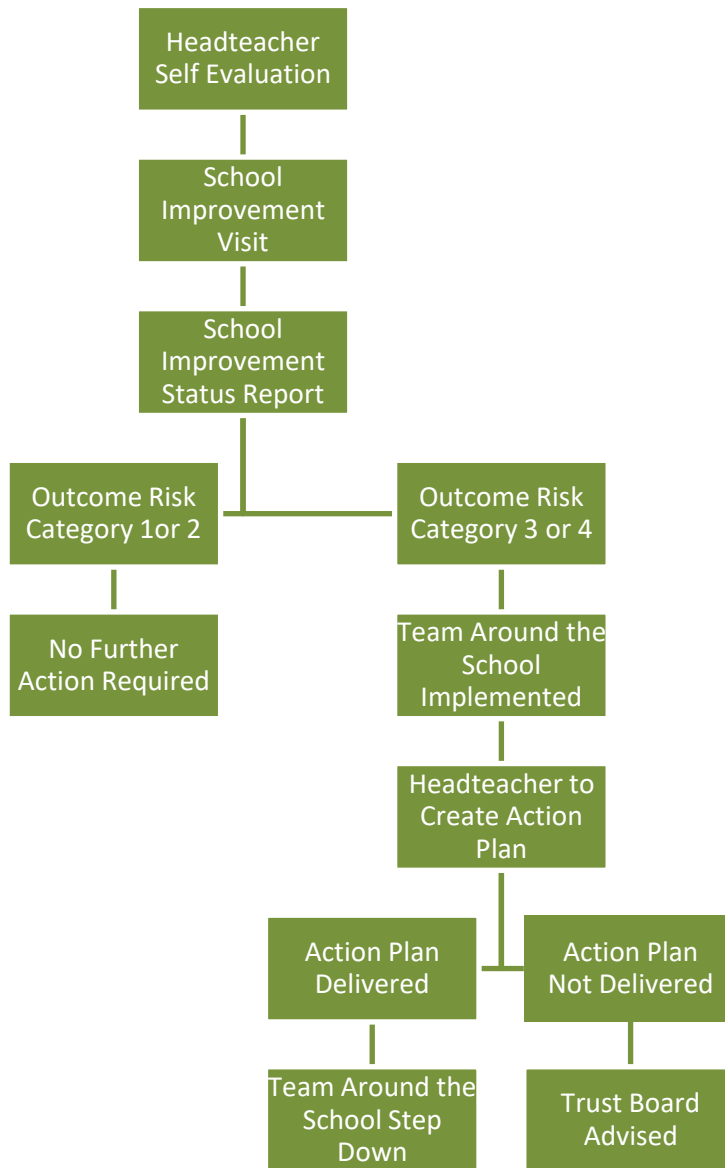 Headteacher
Self Evaluation
School
Improvement
Visit
School
Improvement
Status Report
Outcome Risk
Category 1or 2
Outcome Risk
Category 3 or 4
No Further
Action Required
Team Around the
School
Implemented
Headteacher to
Create Action
Plan
Action Plan
Delivered
Action Plan
Not Delivered
Team Around the
School Step
Down
Trust Board
Advised